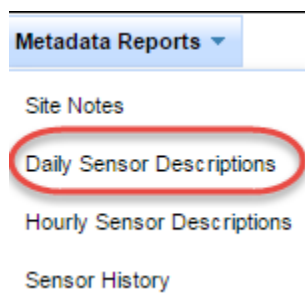 Metadata Reports
Site Notes
Daily Sensor Descriptions
Hourly Sensor Descriptions
Sensor History